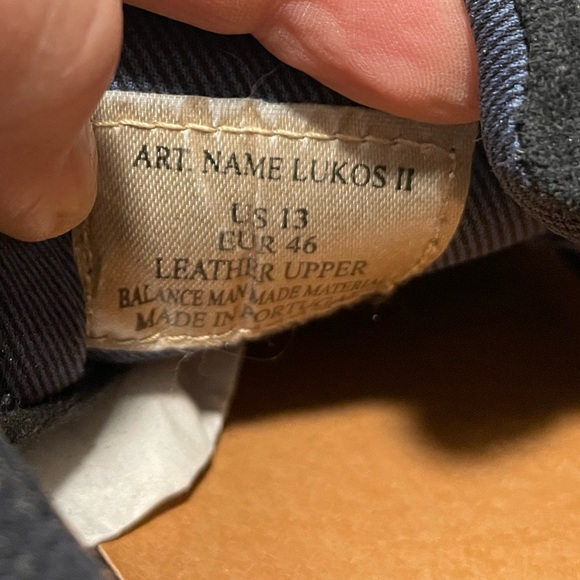 ART. NAME LUKOS II
US 13
EUR 46
LEATHER UPPER
BALANCE MAN MADE MATERIAL
MADE IN PORTUGAL